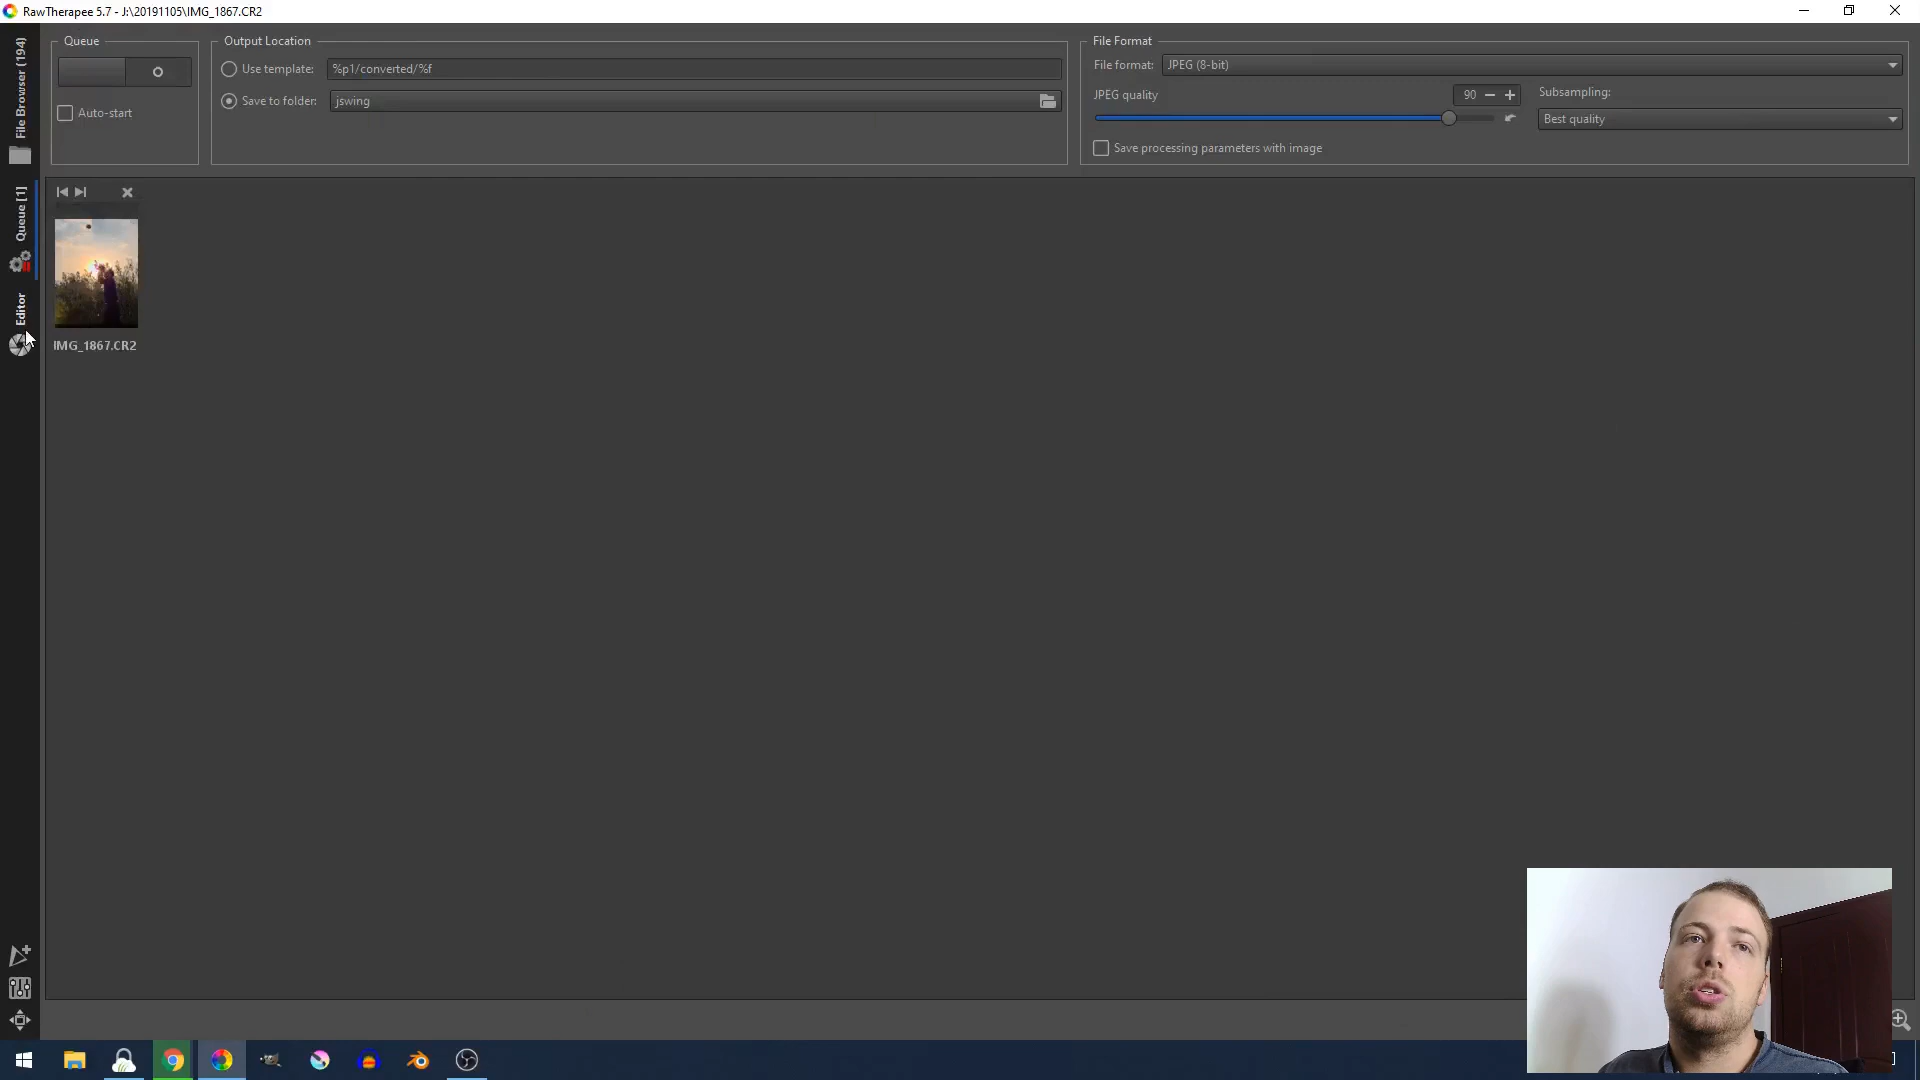 RawTherapee 5.7 - J:\20191105\IMG_1867.CR2
File Browser (194)
Queue [1]
Editor
Queue
Auto-start
Output Location
Use template:
%p1/converted/%f
Save to folder:
jswing
File Format
File format:
JPEG (8-bit)
JPEG quality
90
Subsampling:
Best quality
Save processing parameters with image
IMG_1867.CR2